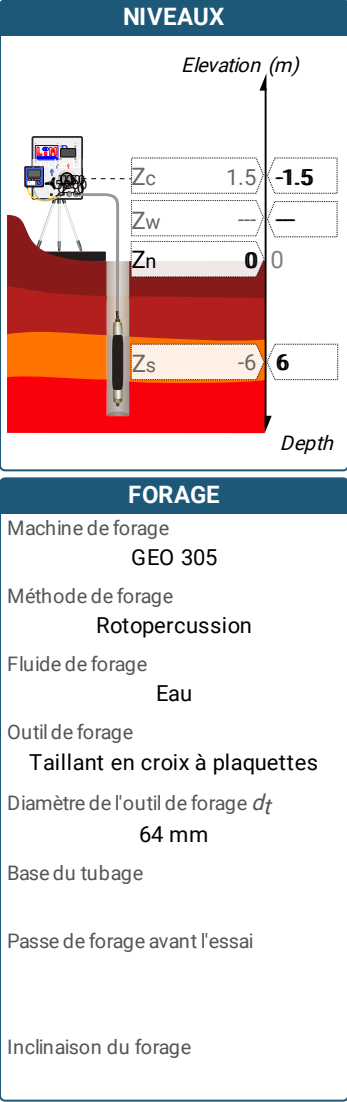 NIVEAUX
Elevation (m)
LIM
Zc 1.5 -1.5
Zw --- —
Zn 0 0
Zs -6 6
Depth
FORAGE
Machine de forage
GEO 305
Méthode de forage
Rotopercussion
Fluide de forage
Eau
Outil de forage
Taillant en croix à plaquettes
Diamètre de l'outil de forage dt
64 mm
Base du tubage
Passe de forage avant l'essai
Inclinaison du forage